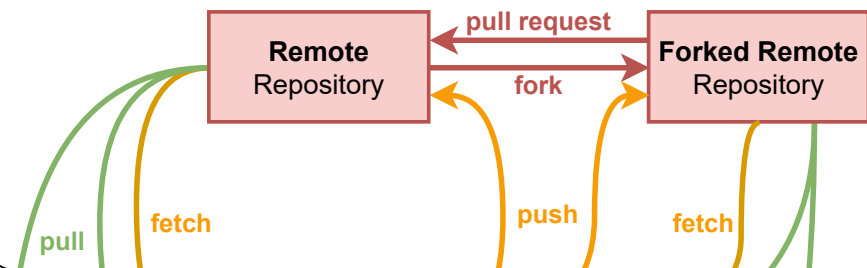 pull request
Remote
Repository
fork
Forked Remote
Repository
pull
fetch
push
fetch